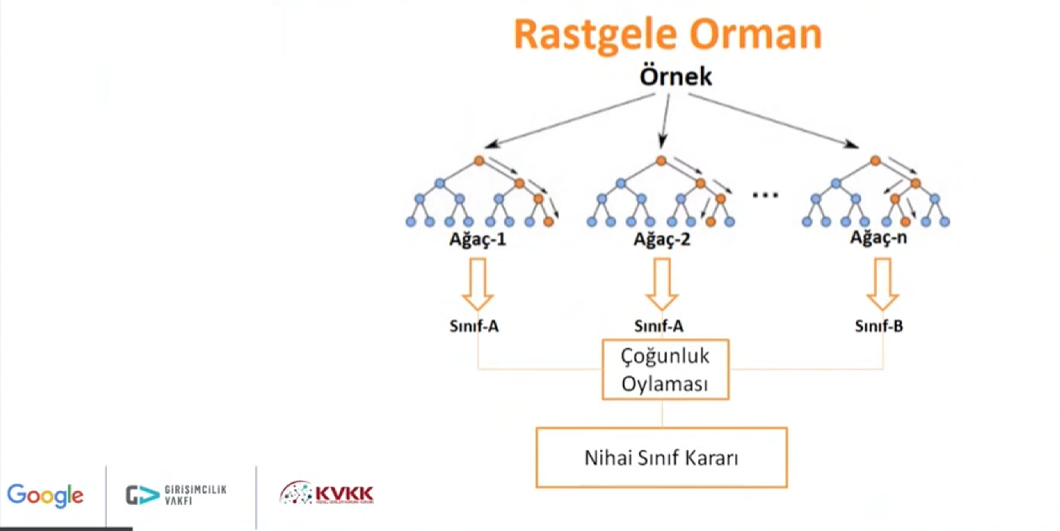 Rastgele Orman
Örnek
...
Ağaç-1
Ağaç-2
Ağaç-n
Sınıf-A
Sınıf-A
Sınıf-B
Çoğunluk
Oylaması
Nihai Sınıf Kararı
Google
GİRİŞİMCİLİK
VAKFI
KVKK